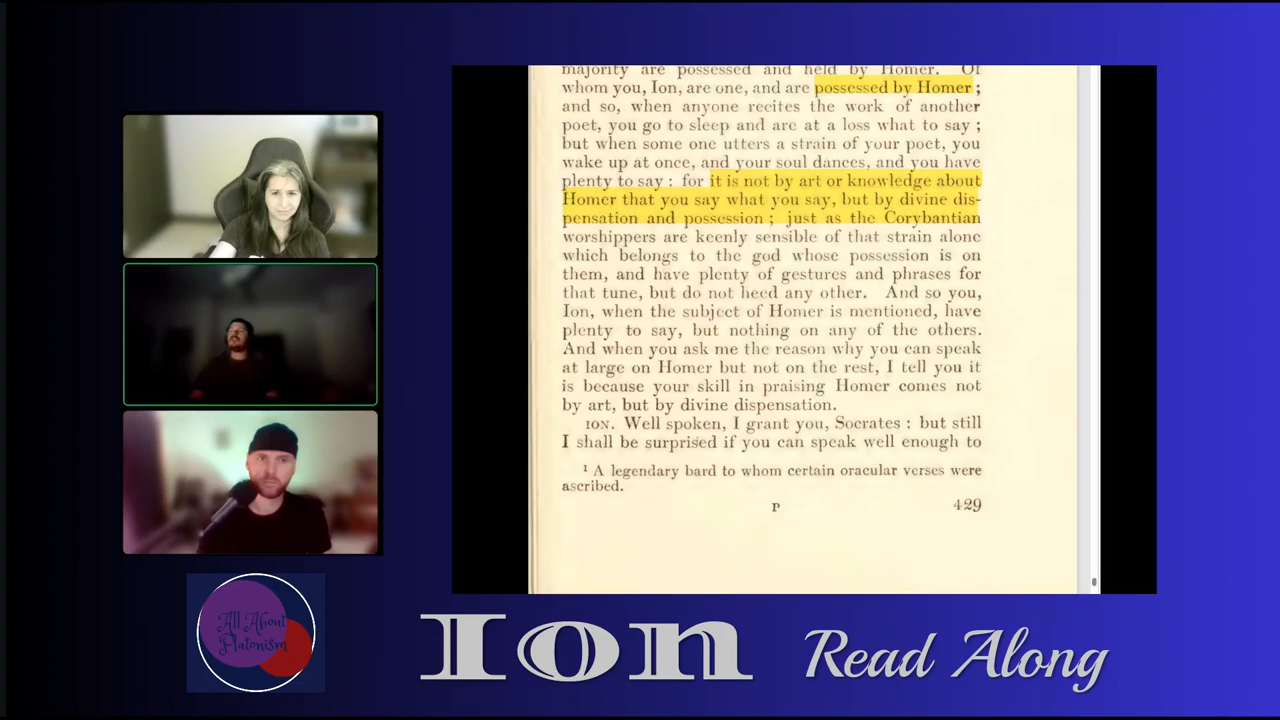 majority are possessed and held by Homer. Of
whom you, Ion, are one, and are possessed by Homer ;
and so, when anyone recites the work of another
poet, you go to sleep and are at a loss what to say ;
but when some one utters a strain of your poet, you
wake up at once, and your soul dances, and you have
plenty to say : for it is not by art or knowledge about
Homer that you say what you say, but by divine dis-
pensation and possession ; just as the Corybantian
worshippers are keenly sensible of that strain alone
which belongs to the god whose possession is on
them, and have plenty of gestures and phrases for
that tune, but do not heed any other. And so you,
Ion, when the subject of Homer is mentioned, have
plenty to say, but nothing on any of the others.
And when you ask me the reason why you can speak
at large on Homer but not on the rest, I tell you it
is because your skill in praising Homer comes not
by art, but by divine dispensation.
ION. Well spoken, I grant you, Socrates : but still
I shall be surprised if you can speak well enough to
¹ A legendary bard to whom certain oracular verses were
ascribed.
P 429
All About
Platonism
Ion Read Along